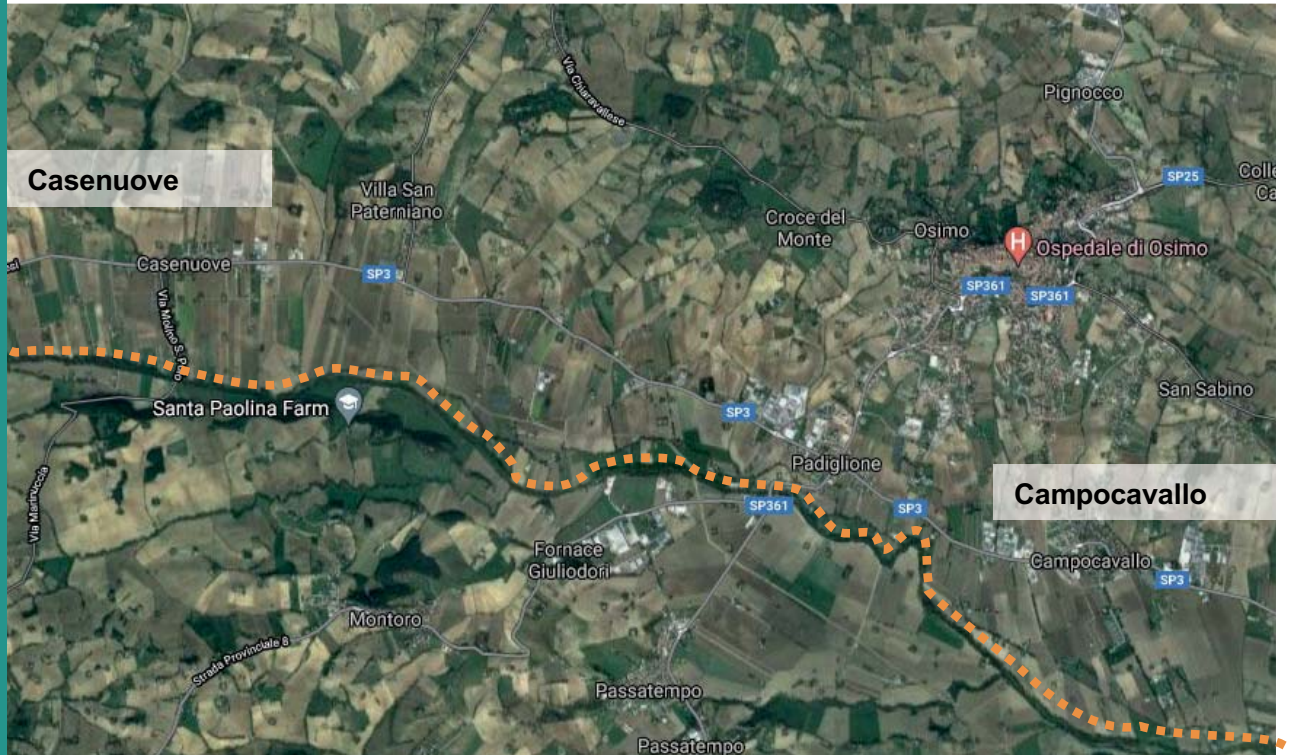 Via Chiaravallese
Pignocco
SP25
Colle
Ca
Casenuove
Villa San
Paterniano
Croce del
Monte
Osimo
H
Ospedale di Osimo
Casenuove
SP3
SP361
SP361
Via Molino S. Polo
San Sabino
Santa Paolina Farm
SP3
Padiglione
Campocavallo
Via Marinuccia
SP361
SP3
Fornace
Giuliodori
Campocavallo
SP3
Montoro
Strada Provinciale 8
Passatempo
Passatempo